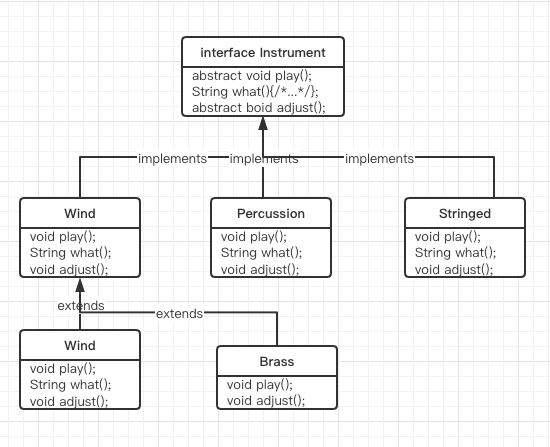 interface Instrument
abstract void play();
String what(){/*...*/};
abstract boid adjust();
implements
implements
implements
Wind
void play();
String what();
void adjust();
Percussion
void play();
String what();
void adjust();
Stringed
void play();
String what();
void adjust();
extends
extends
Wind
void play();
String what();
void adjust();
Brass
void play();
void adjust();